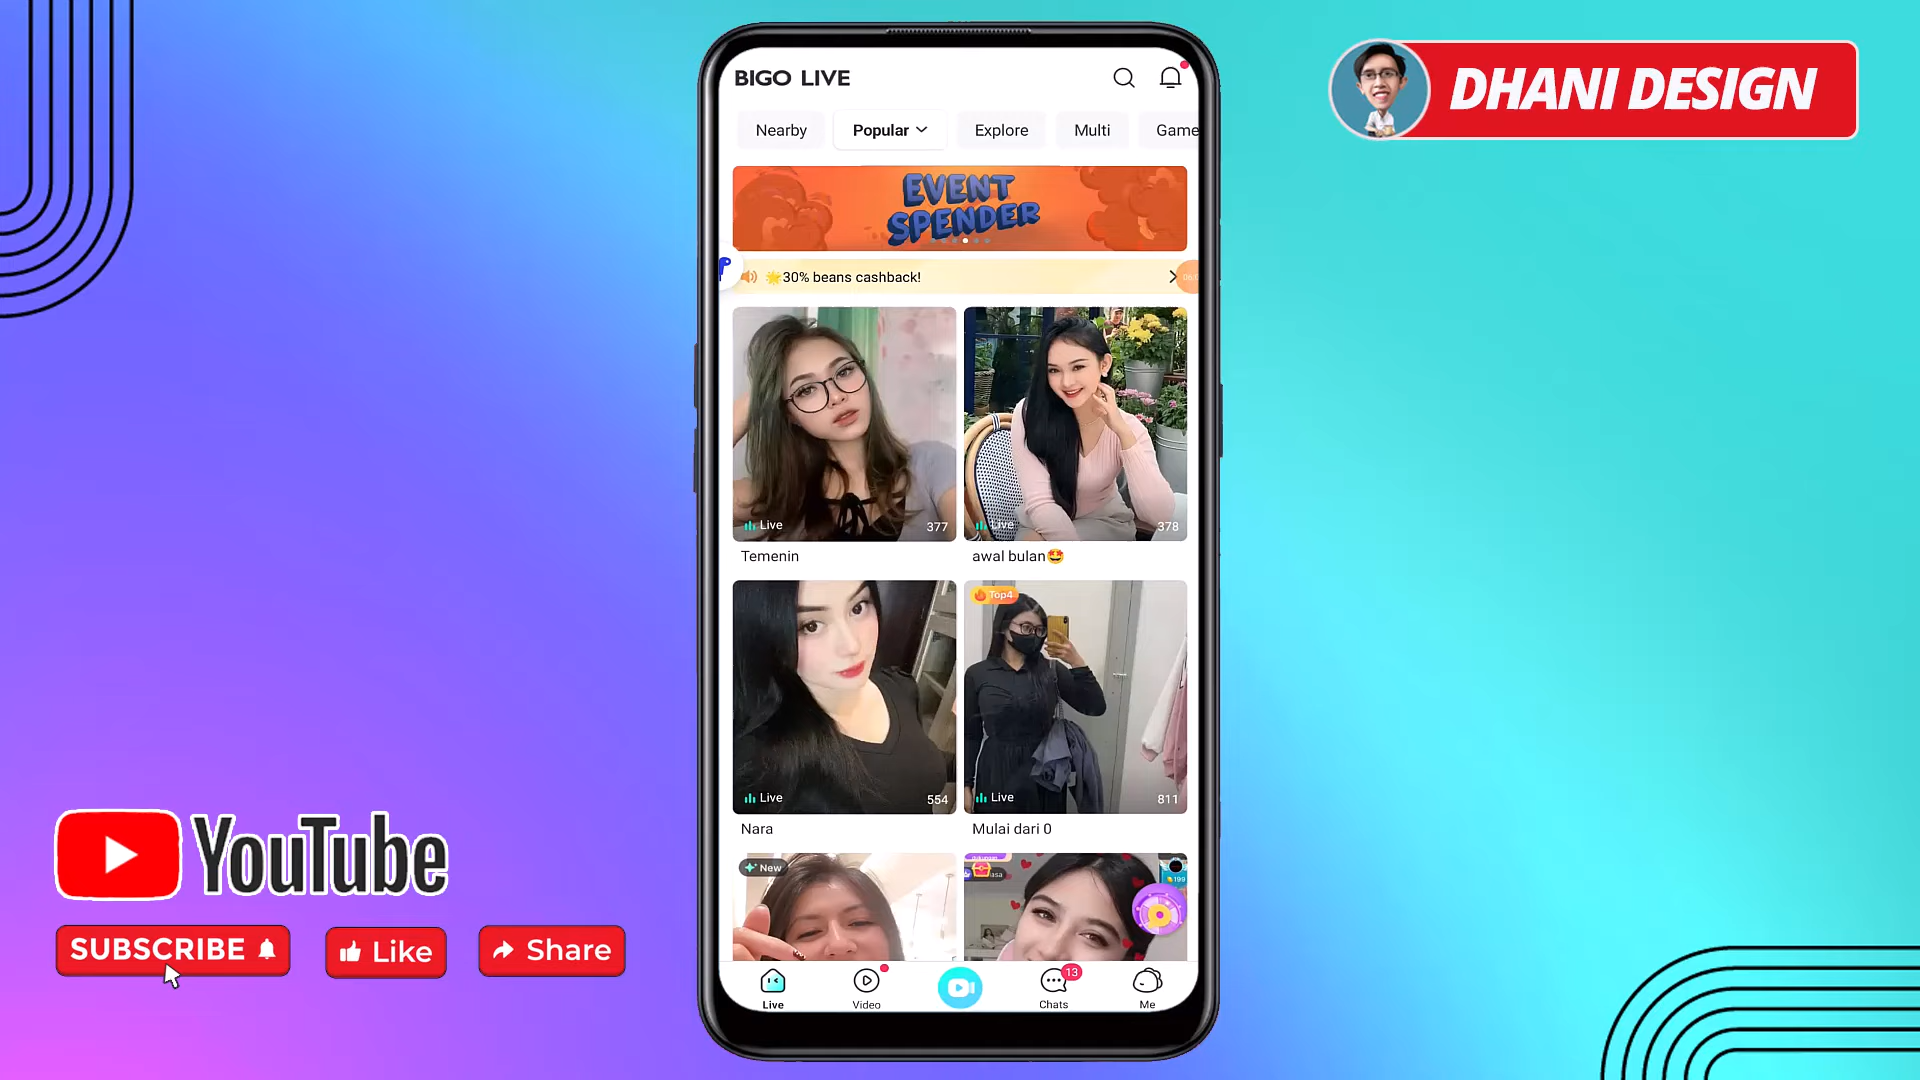 DHANI DESIGN
BIGO LIVE
Nearby
Popular
Explore
Multi
Game
EVENT
SPENDER
🌟30% beans cashback!
Live
377
Live
378
Temenin
awal bulan🤩
Top4
Live
554
Live
811
Nara
Mulai dari 0
New
199
YouTube
SUBSCRIBE
Like
Share
13
Live
Video
Chats
Me